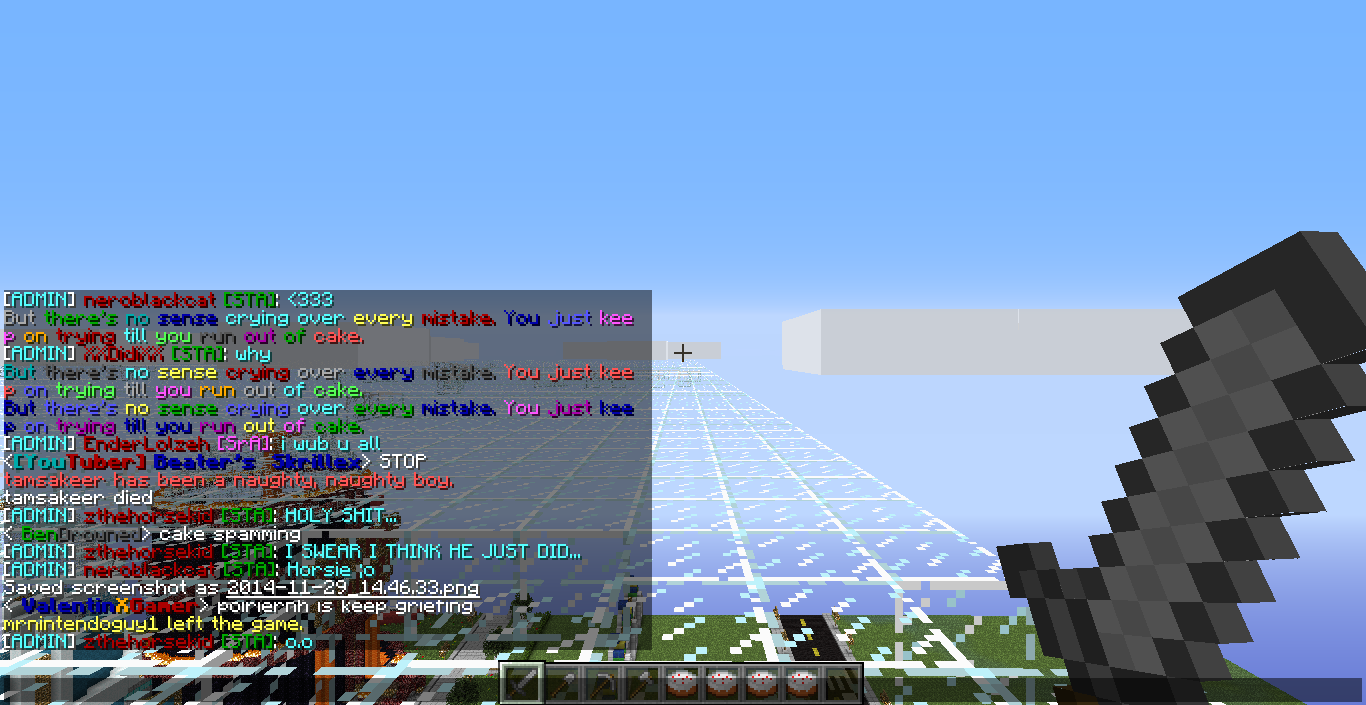 [ADMIN] neroblackcat [STA]: <333
But there's no sense crying over every mistake. You just kee
p on trying till you run out of cake.
[ADMIN] XXDidiXX [STA]: why
But there's no sense crying over every mistake. You just kee
p on trying till you run out of cake.
But there's no sense crying over every mistake. You just kee
p on trying till you run out of cake.
[ADMIN] EnderLolzeh [SrA]: i wub u all
<[YouTuber] Beater's Skrillex> STOP
tamsakeer has been a naughty, naughty boy.
tamsakeer died
[ADMIN] zthehorsekid [STA]: HOLY SHIT...
< BenDrowned> cake spamming
[ADMIN] zthehorsekid [STA]: I SWEAR I THINK HE JUST DID...
[ADMIN] neroblackcat [STA]: Horsie ;o
Saved screenshot as 2014-11-29_14.46.33.png
< ValentinXGamer> poiriernh is keep griefing
mrnintendoguy1 left the game.
[ADMIN] zthehorsekid [STA]: o.o